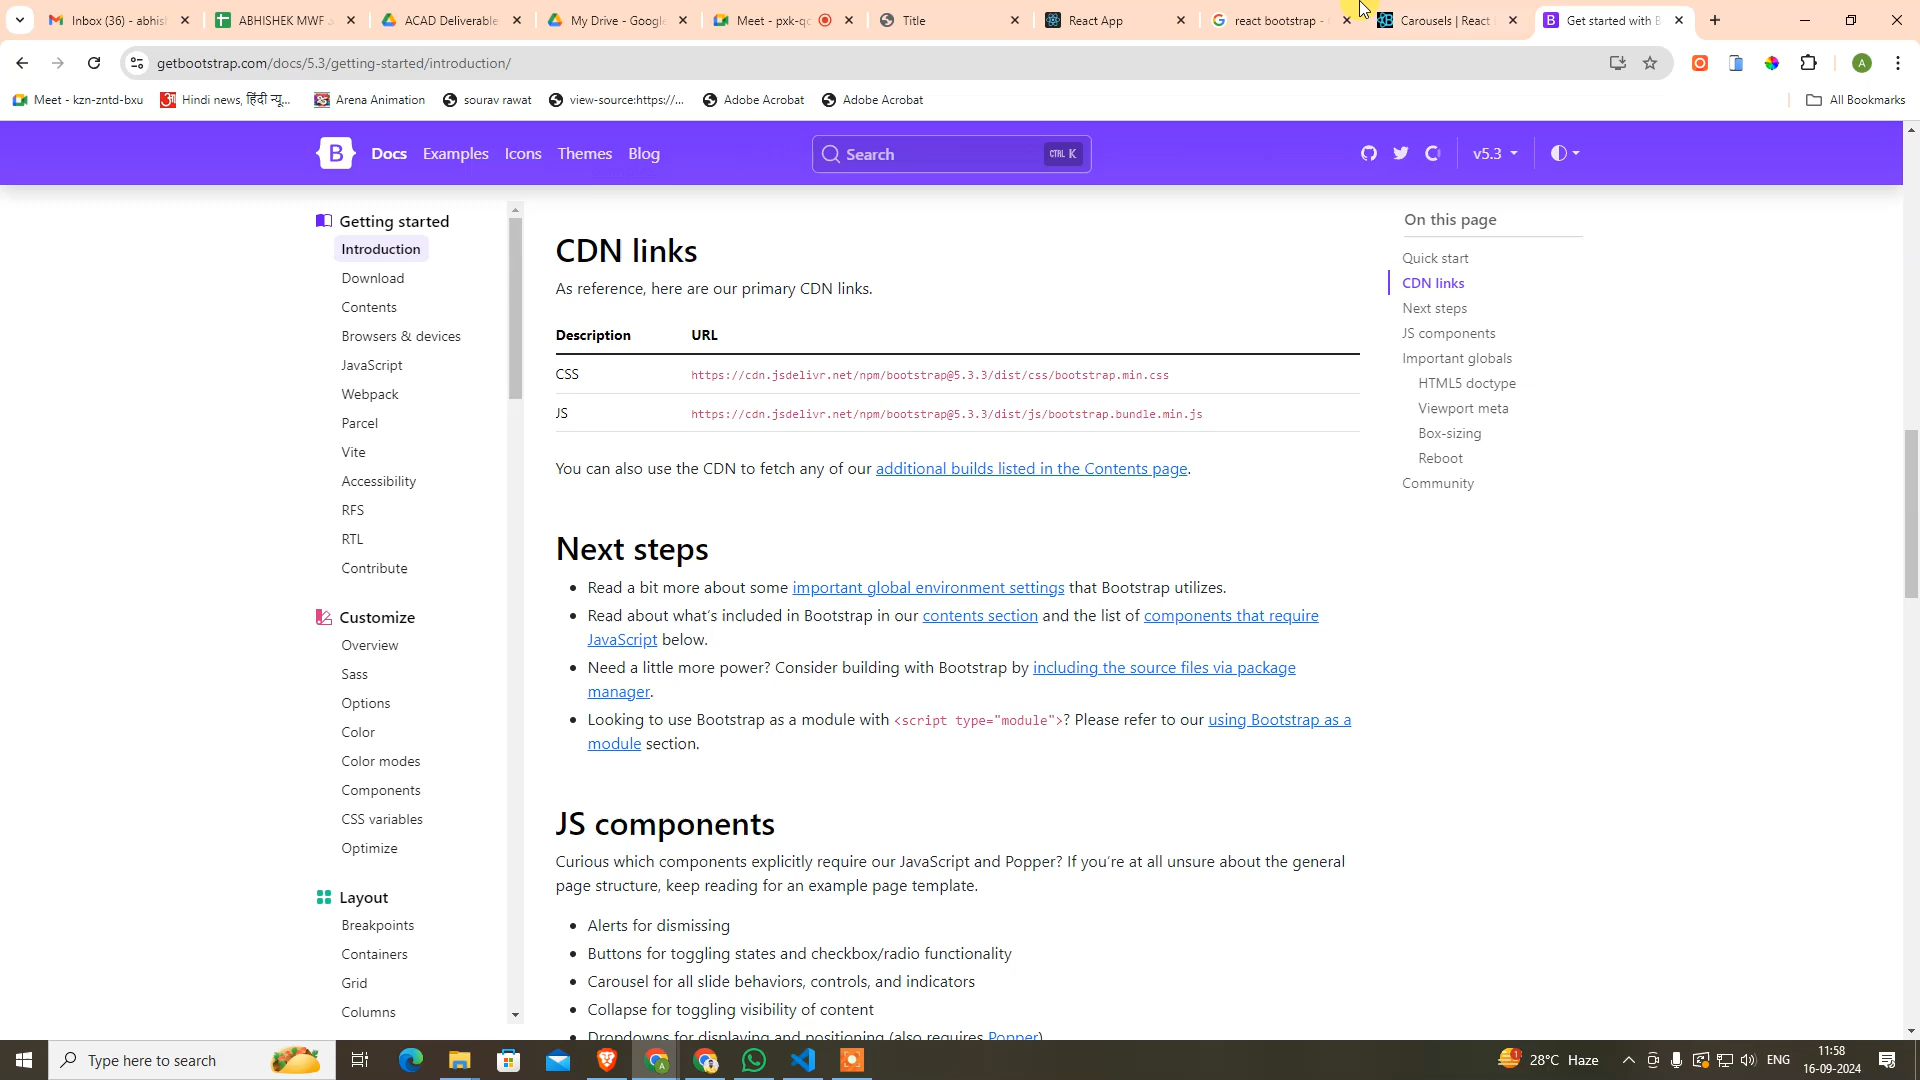 Inbox (36) - abhis
ABHISHEK MWF
ACAD Deliverable
My Drive - Google
Meet - pxk-qc
Title
React App
react bootstrap -
Carousels | React
Get started with B
getbootstrap.com/docs/5.3/getting-started/introduction/
A
Meet - kzn-zntd-bxu
Hindi news, हिंदी न्यू...
Arena Animation
sourav rawat
view-source:https://...
Adobe Acrobat
Adobe Acrobat
All Bookmarks
B
Docs
Examples
Icons
Themes
Blog
Search
CTRL K
v5.3
Getting started
Introduction
Download
Contents
Browsers & devices
JavaScript
Webpack
Parcel
Vite
Accessibility
RFS
RTL
Contribute
Customize
Overview
Sass
Options
Color
Color modes
Components
CSS variables
Optimize
Layout
Breakpoints
Containers
Grid
Columns
CDN links
As reference, here are our primary CDN links.
Description URL
CSS https://cdn.jsdelivr.net/npm/bootstrap@5.3.3/dist/css/bootstrap.min.css
JS https://cdn.jsdelivr.net/npm/bootstrap@5.3.3/dist/js/bootstrap.bundle.min.js
You can also use the CDN to fetch any of our additional builds listed in the Contents page.
Next steps
Read a bit more about some important global environment settings that Bootstrap utilizes.
Read about what's included in Bootstrap in our contents section and the list of components that require
JavaScript below.
Need a little more power? Consider building with Bootstrap by including the source files via package
manager.
Looking to use Bootstrap as a module with <script type="module">? Please refer to our using Bootstrap as a
module section.
JS components
Curious which components explicitly require our JavaScript and Popper? If you're at all unsure about the general
page structure, keep reading for an example page template.
Alerts for dismissing
Buttons for toggling states and checkbox/radio functionality
Carousel for all slide behaviors, controls, and indicators
Collapse for toggling visibility of content
Dropdowns for displaying and positioning (also requires Popper)
On this page
Quick start
CDN links
Next steps
JS components
Important globals
HTML5 doctype
Viewport meta
Box-sizing
Reboot
Community
Type here to search
28°C Haze
ENG
11:58
16-09-2024